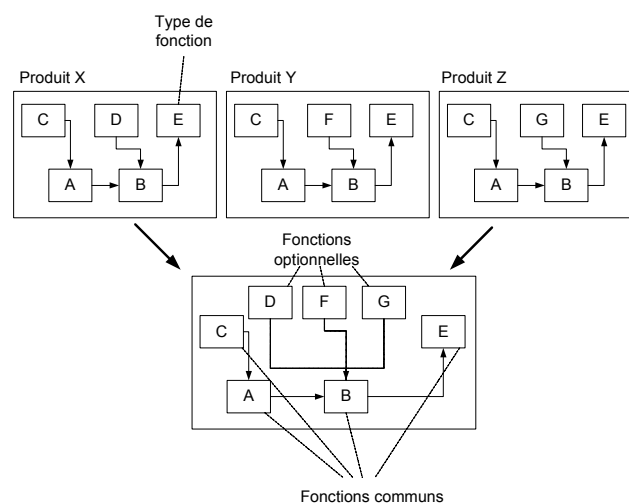 Type de
fonction
Produit X
Produit Y
Produit Z
C
D
E
C
F
E
C
G
E
A
B
A
B
A
B
Fonctions
optionnelles
D
F
G
C
E
A
B
Fonctions communs